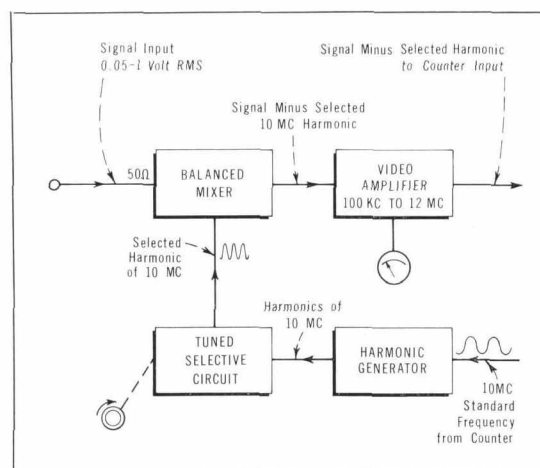 Signal Input
0.05-1 Volt RMS
Signal Minus Selected Harmonic
to Counter Input
Signal Minus Selected
10 MC Harmonic
50Ω
BALANCED
MIXER
VIDEO
AMPLIFIER
100 KC TO 12 MC
Selected
Harmonic
of 10 MC
Harmonics of
10 MC
TUNED
SELECTIVE
CIRCUIT
HARMONIC
GENERATOR
10MC
Standard
Frequency
from Counter